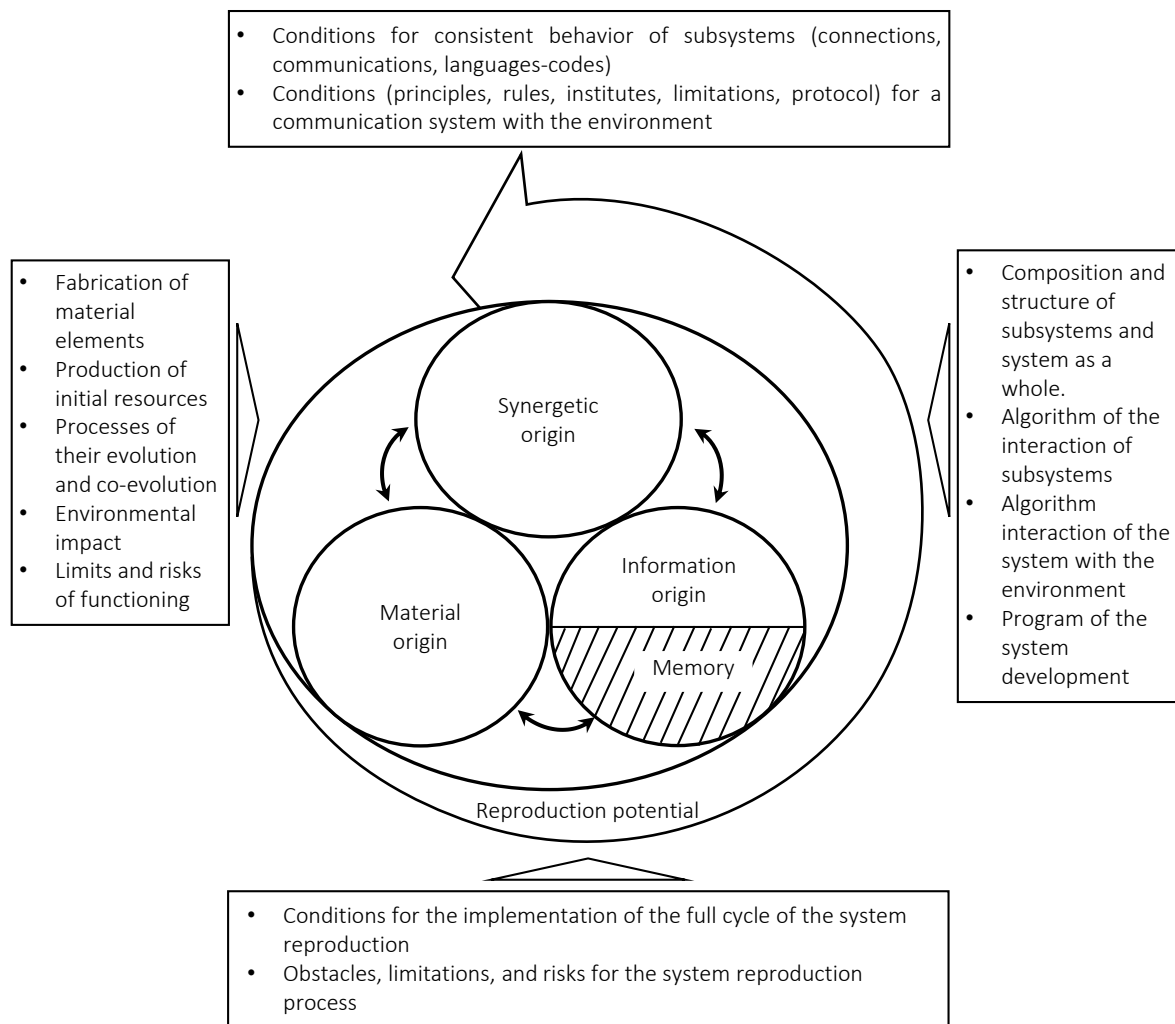 • Conditions for consistent behavior of subsystems (connections,
communications, languages-codes)
• Conditions (principles, rules, institutes, limitations, protocol) for a
communication system with the environment
• Fabrication of
material
elements
• Production of
initial resources
• Processes of
their evolution
and co-evolution
• Environmental
impact
• Limits and risks
of functioning
Synergetic
origin
Material
origin
Information
origin
Memory
Reproduction potential
• Composition and
structure of
subsystems and
system as a
whole.
• Algorithm of the
interaction of
subsystems
• Algorithm
interaction of the
system with the
environment
• Program of the
system
development
• Conditions for the implementation of the full cycle of the system
reproduction
• Obstacles, limitations, and risks for the system reproduction
process